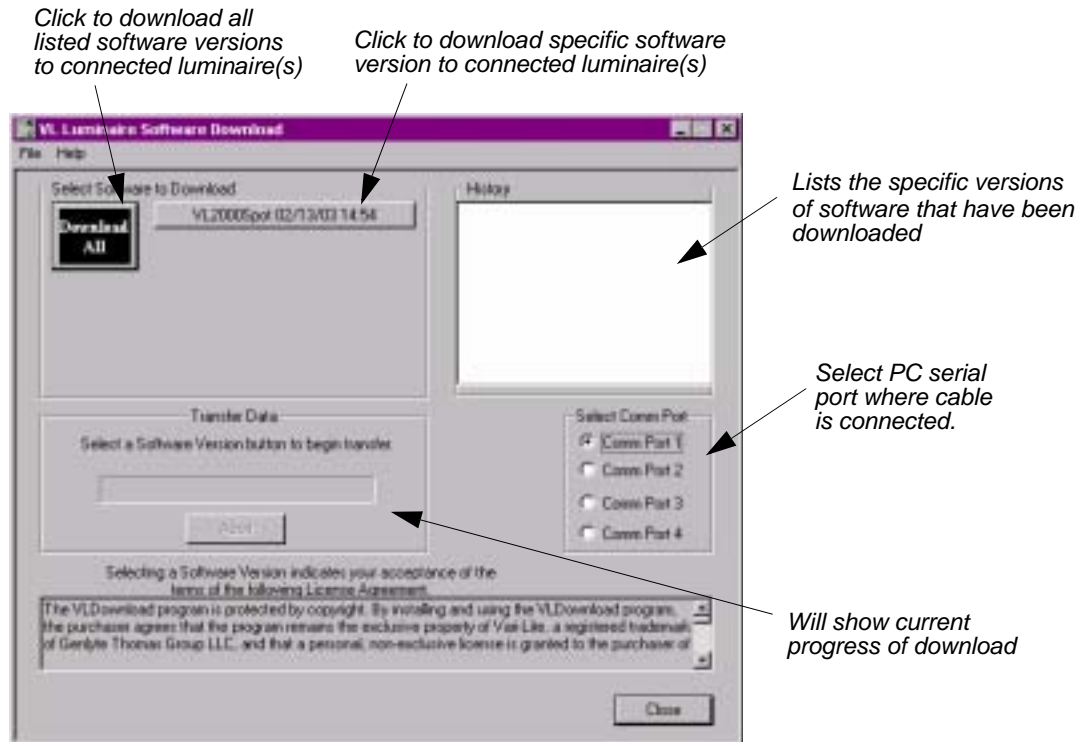 Click to download all
listed software versions
to connected luminaire(s)
Click to download specific software
version to connected luminaire(s)
VL Luminaire Software Download
File Help
Select Software to Download
Download
All
VL2000Spot 02/13/03 14:54
History
Lists the specific versions
of software that have been
downloaded
Select PC serial
port where cable
is connected.
Transfer Data
Select a Software Version button to begin transfer.
Abort
Select Comm Port
Comm Port 1
Comm Port 2
Comm Port 3
Comm Port 4
Selecting a Software Version indicates your acceptance of the
terms of the following License Agreement.
The VLDownload program is protected by copyright. By installing and using the VLDownload program,
the purchaser agrees that the program remains the exclusive property of Vari-Lite, a registered trademark
of Genlyte Thomas Group LLC, and that a personal, non-exclusive license is granted to the purchaser of
Will show current
progress of download
Close